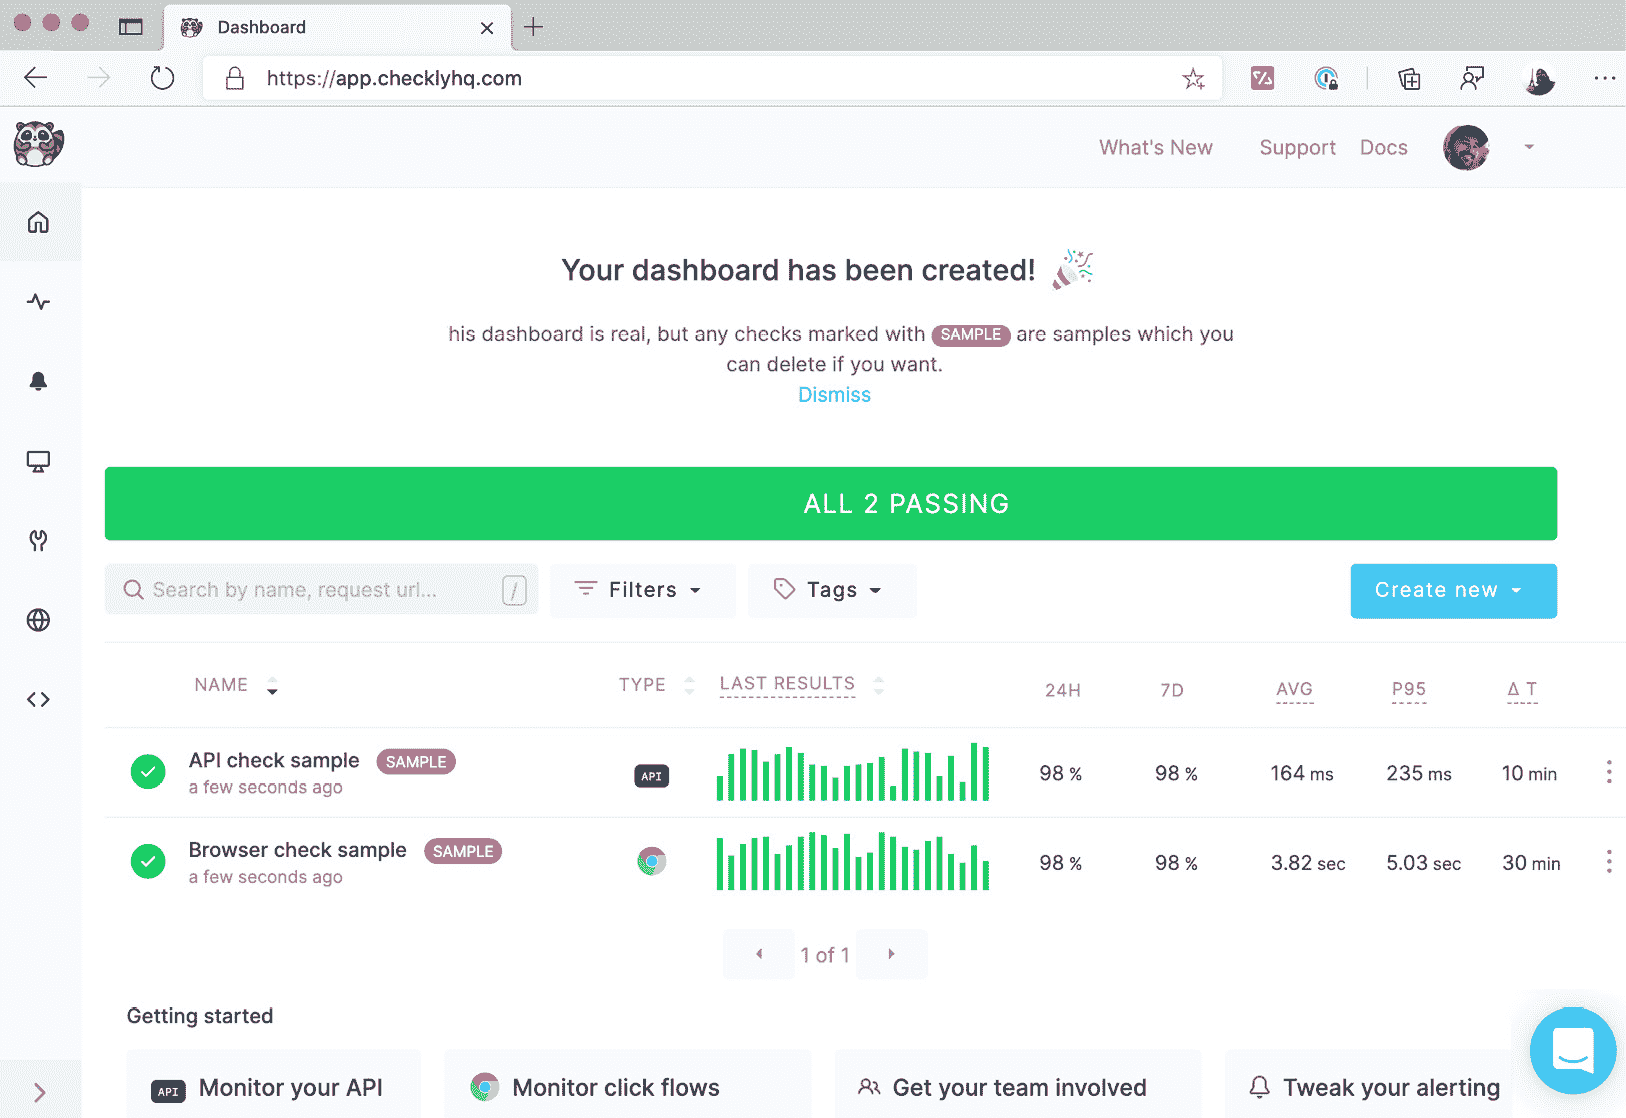 Dashboard
https://app.checklyhq.com
What's New Support Docs
Your dashboard has been created!
his dashboard is real, but any checks marked with SAMPLE are samples which you
can delete if you want.
Dismiss
ALL 2 PASSING
Search by name, request url... / Filters Tags Create new
NAME TYPE LAST RESULTS 24H 7D AVG P95 Δ T
API check sample SAMPLE API 98 % 98 % 164 ms 235 ms 10 min
a few seconds ago
Browser check sample SAMPLE 98 % 98 % 3.82 sec 5.03 sec 30 min
a few seconds ago
1 of 1
Getting started
API Monitor your API Monitor click flows Get your team involved Tweak your alerting